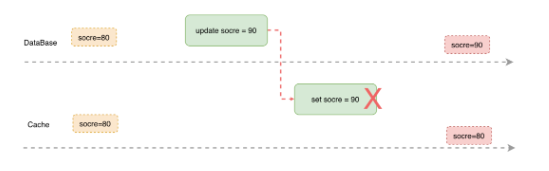 DataBase
socre=80
update socre = 90
socre=90
set socre = 90
X
Cache
socre=80
socre=80